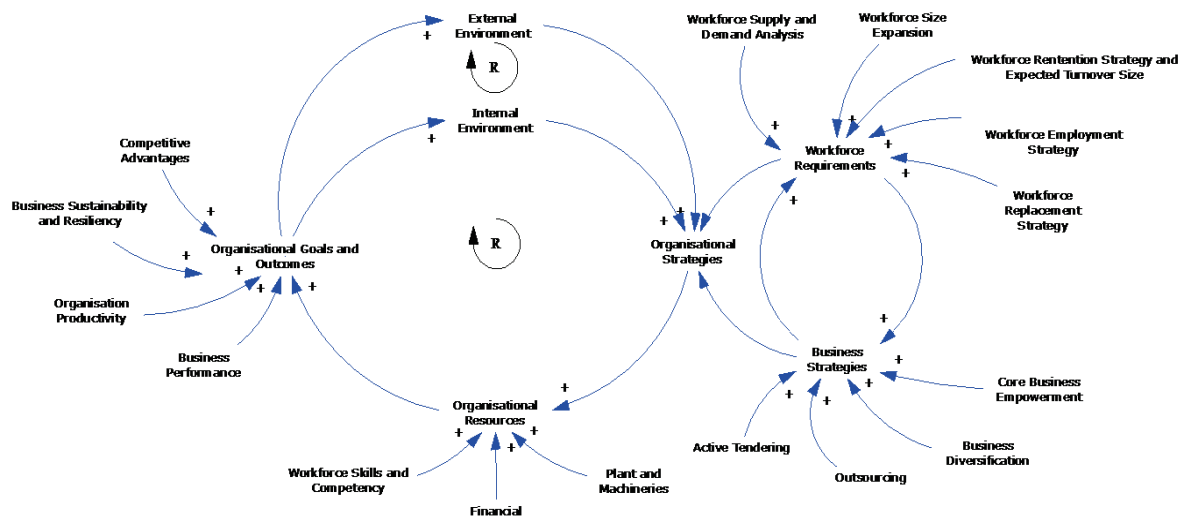 External
Environment
+
R
Internal
Environment
+
Workforce Supply and
Demand Analysis
+
Workforce Size
Expansion
+
Workforce Rentention Strategy and
Expected Turnover Size
+
Workforce Employment
Strategy
+
Workforce
Requirements
+
Workforce
Replacement Strategy
+
Competitive
Advantages
+
Business Sustainability
and Resiliency
+
Organisational Goals and
Outcomes
+
+
+
Organisation
Productivity
Business
Performance
R
+
+
Organisational
Strategies
+
Business
Strategies
+
+
+
+
Core Business
Empowerment
Active Tendering
Outsourcing
Business
Diversification
+
Organisational
Resources
+
+
+
Workforce Skills and
Competency
Financial
Plant and
Machineries